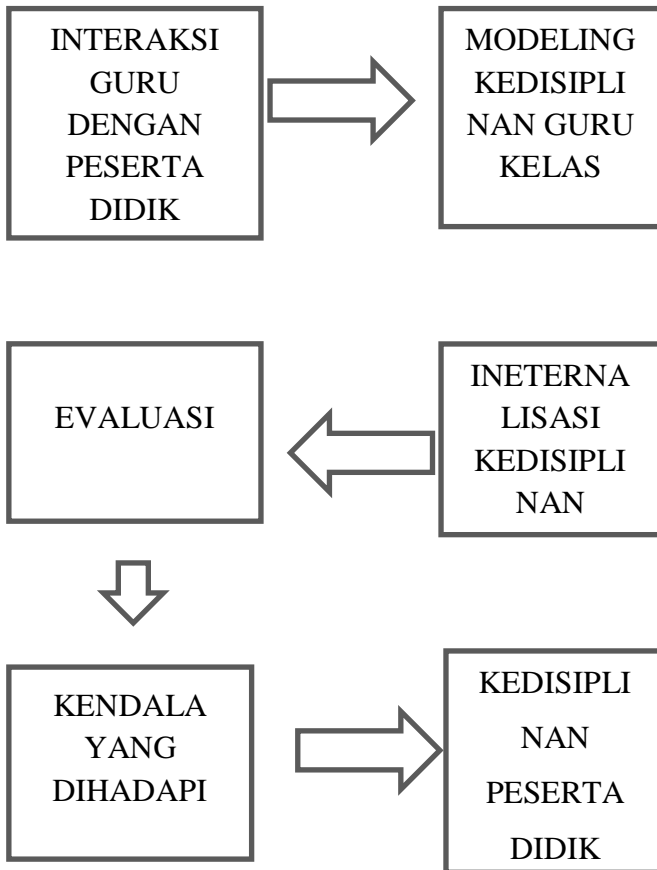 INTERAKSI
GURU
DENGAN
PESERTA
DIDIK
MODELING
KEDISIPLI
NAN GURU
KELAS
EVALUASI
INETERNA
LISASI
KEDISIPLI
NAN
KENDALA
YANG
DIHADAPI
KEDISIPLI
NAN
PESERTA
DIDIK